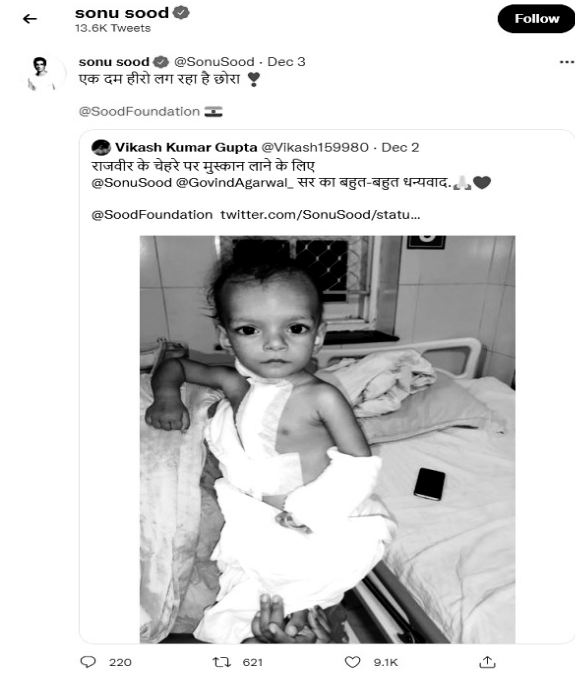 sonu sood
13.6K Tweets
Follow
sonu sood @SonuSood · Dec 3
एक दम हीरो लग रहा है छोरा
@SoodFoundation
Vikash Kumar Gupta @Vikash159980 · Dec 2
राजवीर के चेहरे पर मुस्कान लाने के लिए
@SonuSood @GovindAgarwal_ सर का बहुत-बहुत धन्यवाद.🙏🖤
@SoodFoundation twitter.com/SonuSood/statu...
220 621 9.1K